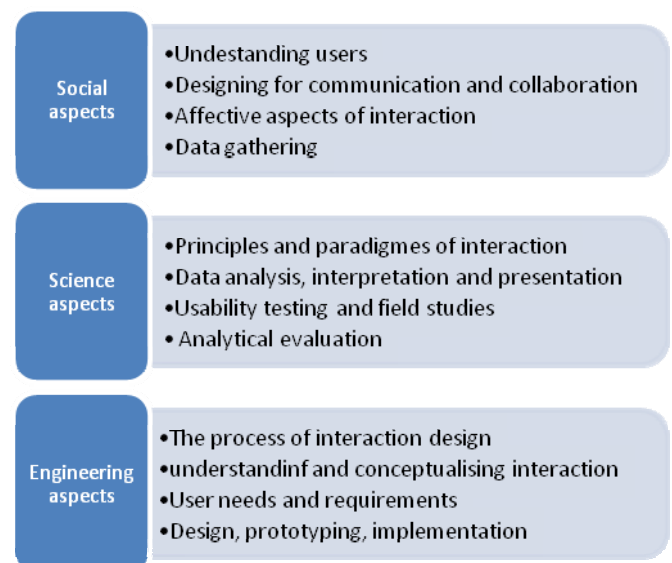 Social
aspects
•Undestanding users
•Designing for communication and collaboration
•Affective aspects of interaction
•Data gathering
Science
aspects
•Principles and paradigmes of interaction
•Data analysis, interpretation and presentation
•Usability testing and field studies
• Analytical evaluation
Engineering
aspects
•The process of interaction design
•understandinf and conceptualising interaction
•User needs and requirements
•Design, prototyping, implementation